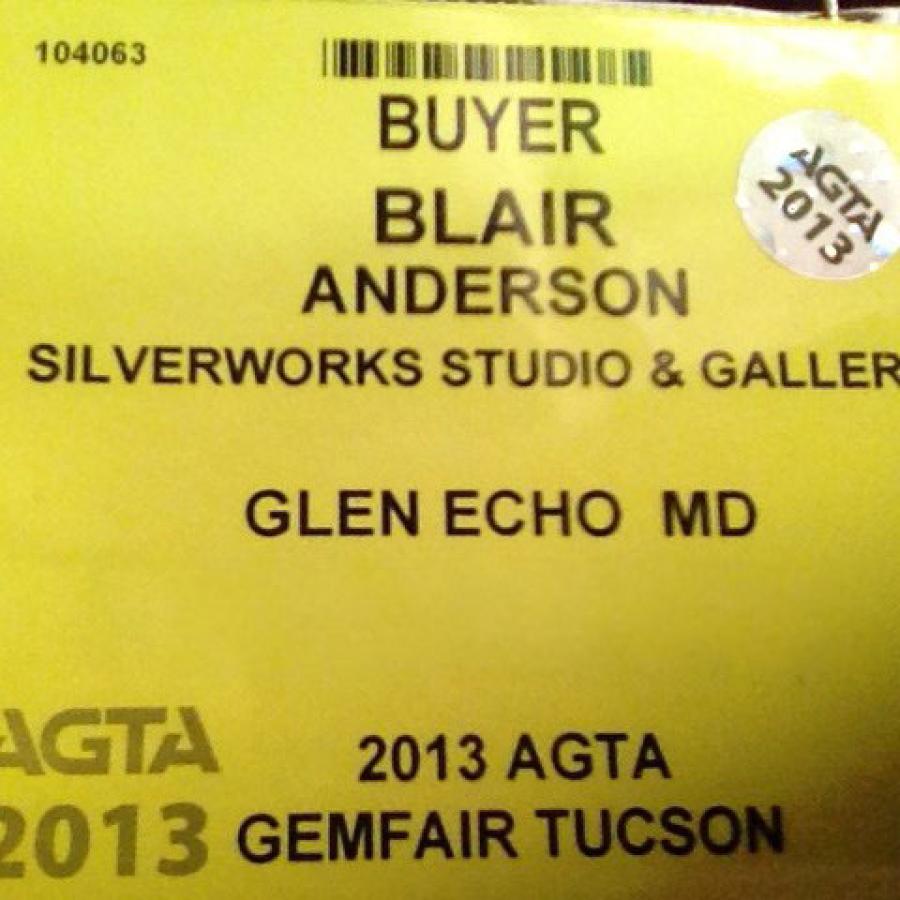 104063
BUYER
BLAIR
ANDERSON
SILVERWORKS STUDIO & GALLER
GLEN ECHO MD
AGTA
2013
2013 AGTA
GEMFAIR TUCSON
AGTA
2013